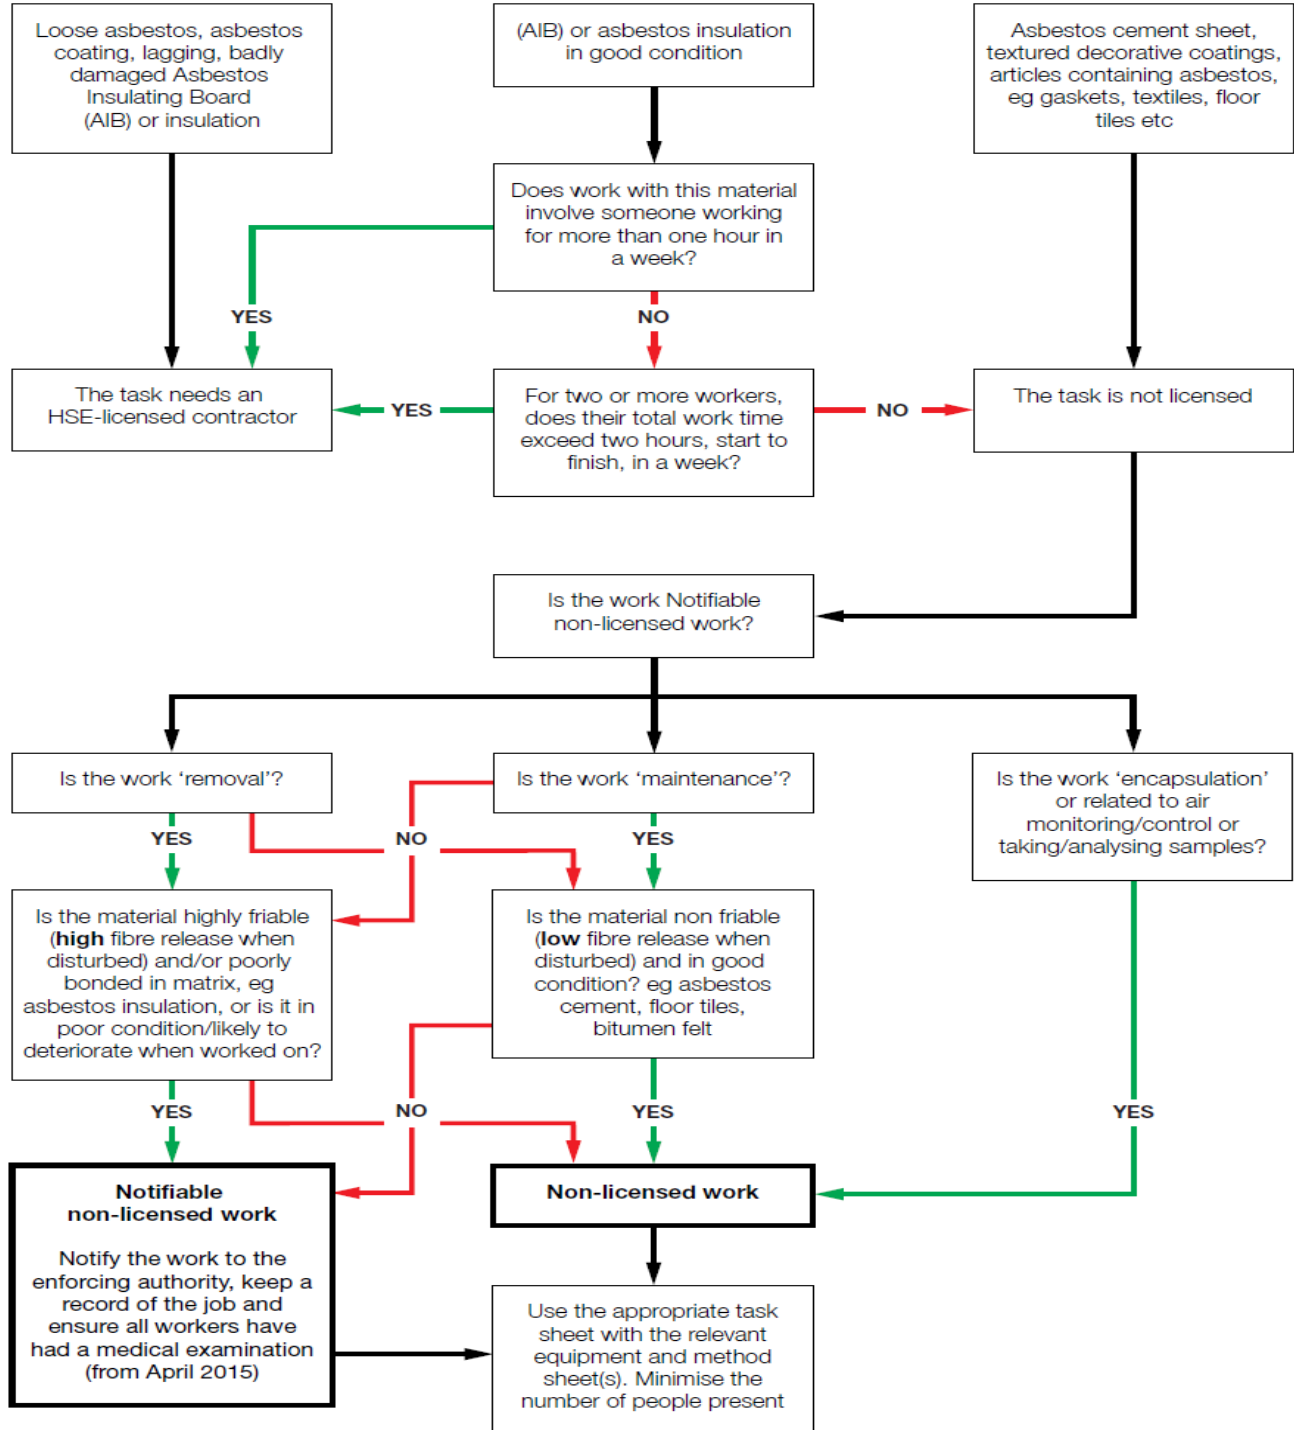 Loose asbestos, asbestos
coating, lagging, badly
damaged Asbestos
Insulating Board
(AIB) or insulation
(AIB) or asbestos insulation
in good condition
Asbestos cement sheet,
textured decorative coatings,
articles containing asbestos,
eg gaskets, textiles, floor
tiles etc
Does work with this material
involve someone working
for more than one hour in
a week?
YES
NO
The task needs an
HSE-licensed contractor
YES
For two or more workers,
does their total work time
exceed two hours, start to
finish, in a week?
NO
The task is not licensed
Is the work Notifiable
non-licensed work?
Is the work ‘removal’?
Is the work ‘maintenance’?
Is the work ‘encapsulation’
or related to air
monitoring/control or
taking/analysing samples?
YES
NO
YES
Is the material highly friable
(high fibre release when
disturbed) and/or poorly
bonded in matrix, eg
asbestos insulation, or is it in
poor condition/likely to
deteriorate when worked on?
Is the material non friable
(low fibre release when
disturbed) and in good
condition? eg asbestos
cement, floor tiles,
bitumen felt
YES
NO
YES
YES
Notifiable
non-licensed work
Notify the work to the
enforcing authority, keep a
record of the job and
ensure all workers have
had a medical examination
(from April 2015)
Non-licensed work
Use the appropriate task
sheet with the relevant
equipment and method
sheet(s). Minimise the
number of people present